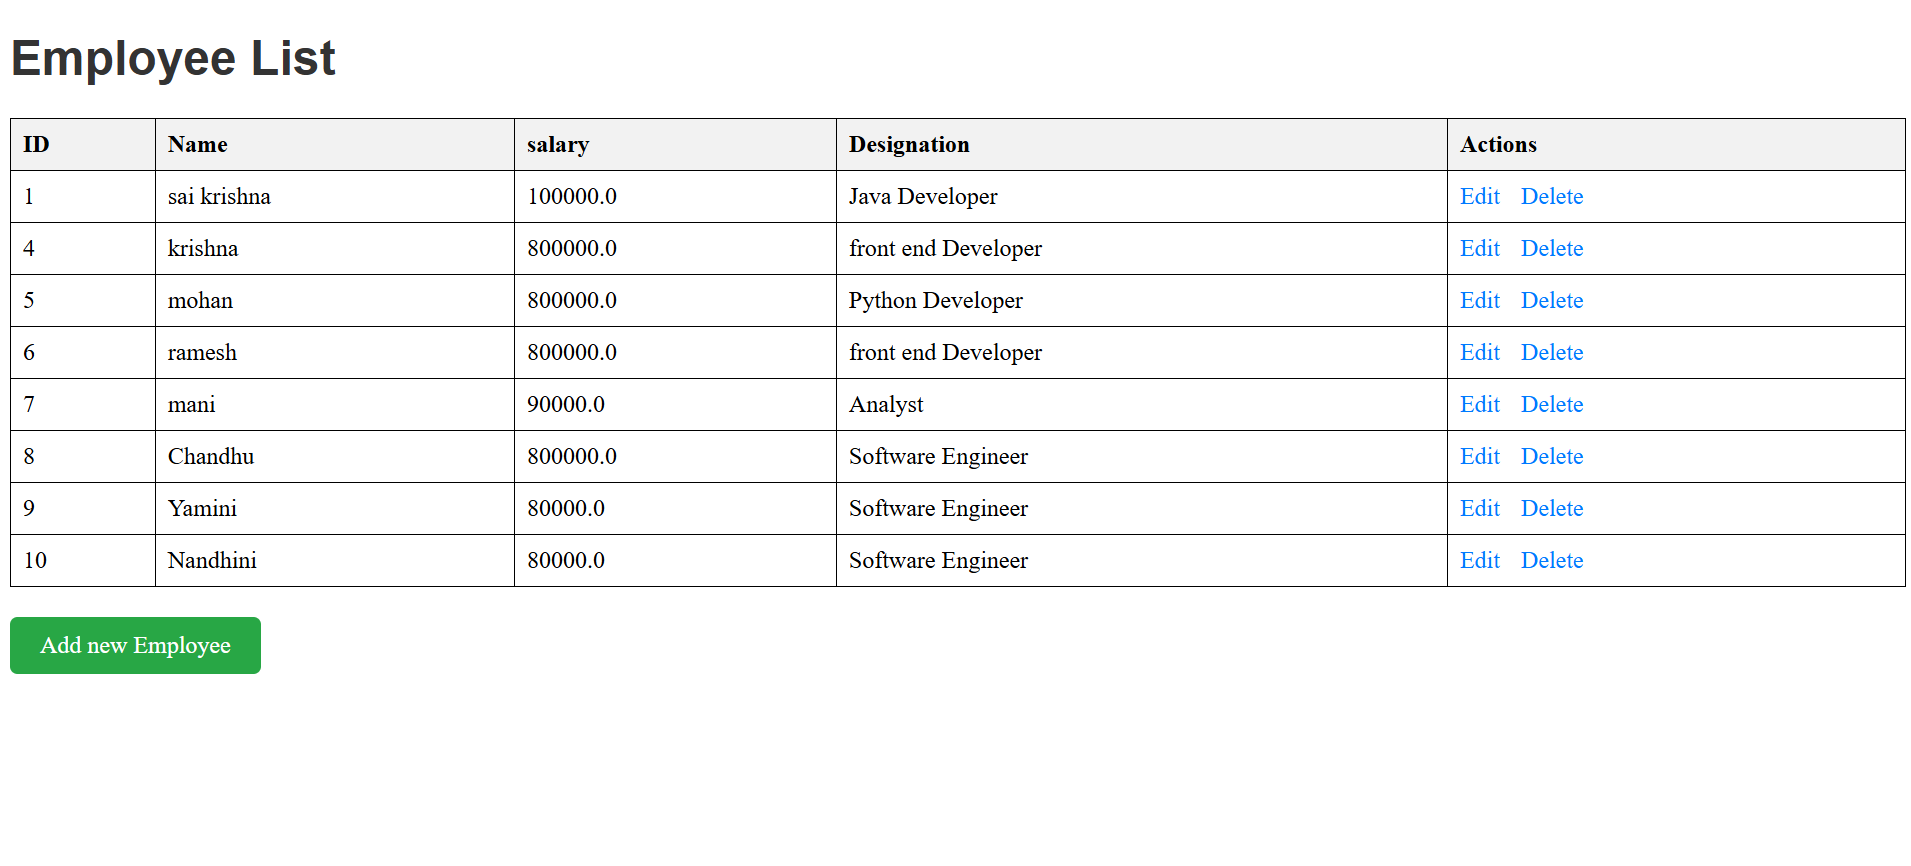 Employee List
ID Name salary Designation Actions
1 sai krishna 100000.0 Java Developer Edit Delete
4 krishna 800000.0 front end Developer Edit Delete
5 mohan 800000.0 Python Developer Edit Delete
6 ramesh 800000.0 front end Developer Edit Delete
7 mani 90000.0 Analyst Edit Delete
8 Chandhu 800000.0 Software Engineer Edit Delete
9 Yamini 80000.0 Software Engineer Edit Delete
10 Nandhini 80000.0 Software Engineer Edit Delete
Add new Employee